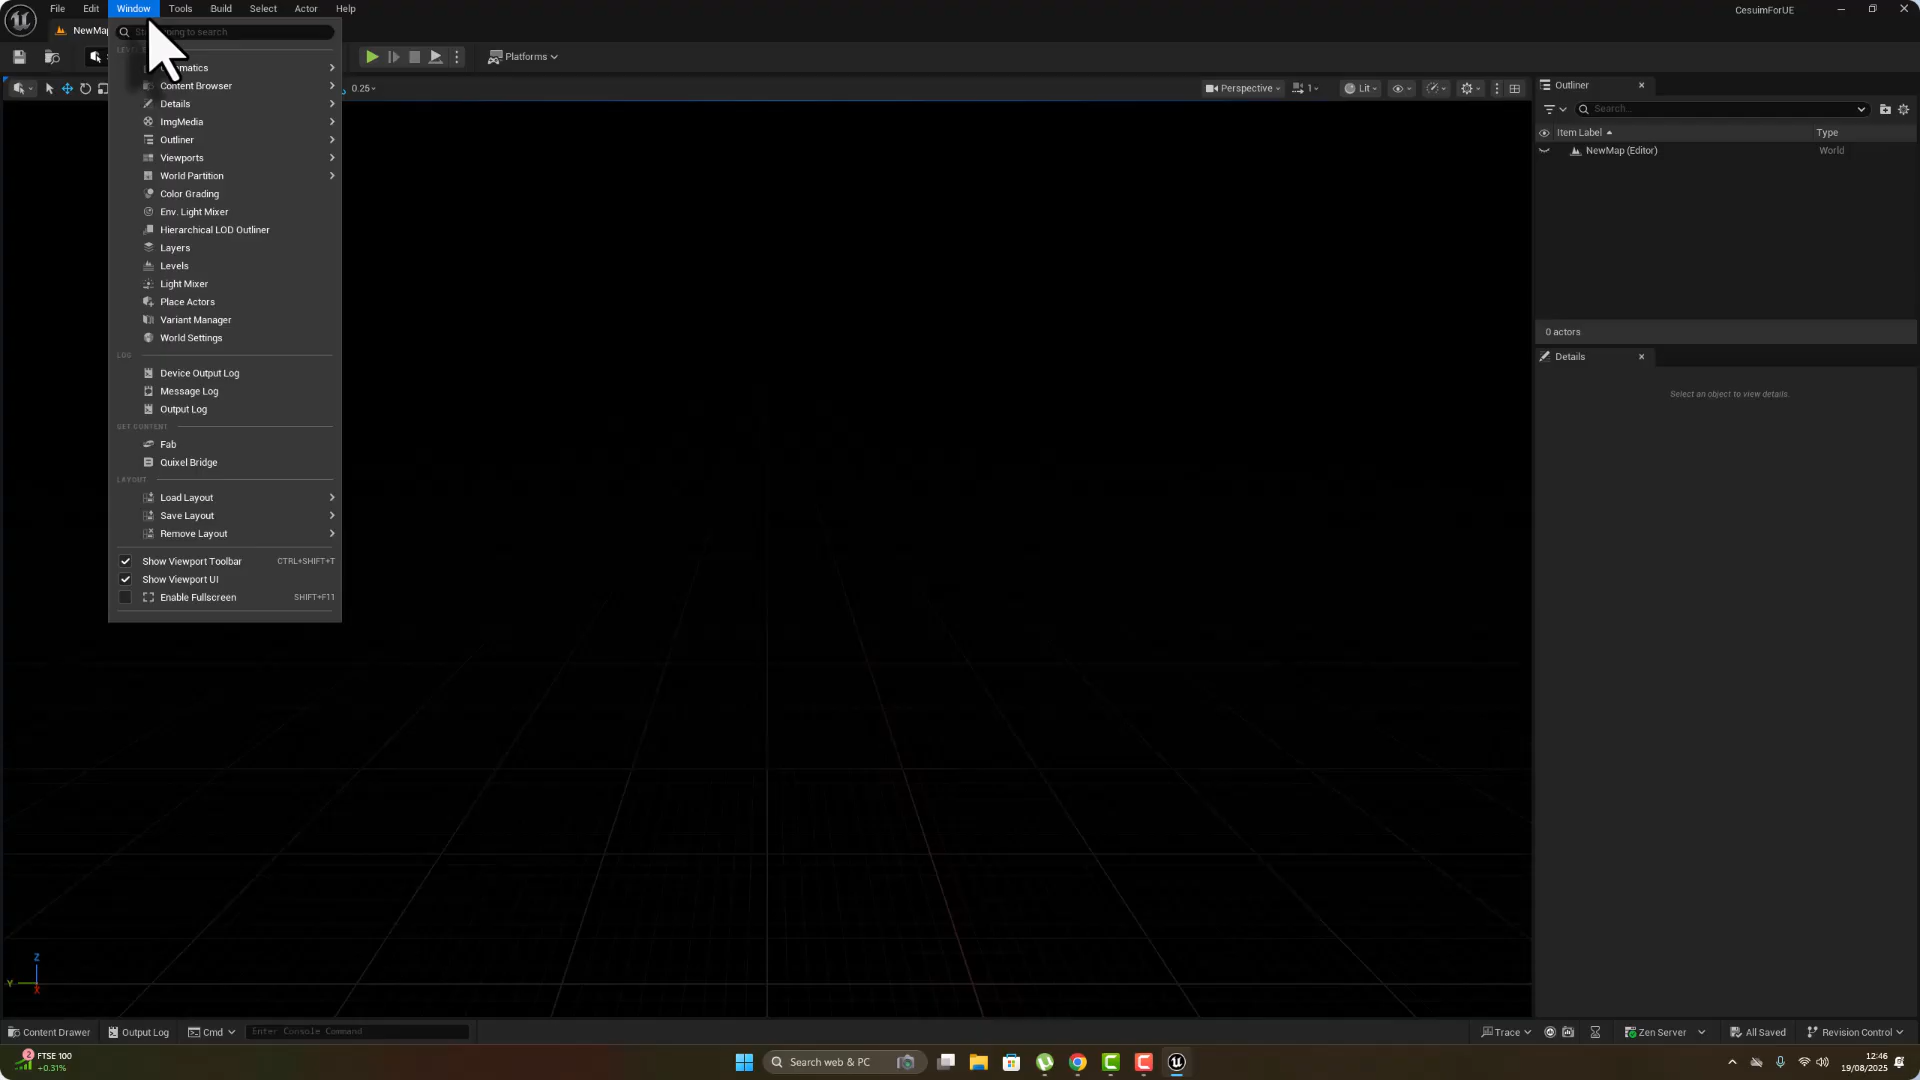 File Edit Window Tools Build Select Actor Help
CesuimForUE
NewMap
to search
Content Browser
Details
ImgMedia
Outliner
Viewports
World Partition
Color Grading
Env. Light Mixer
Hierarchical LOD Outliner
Layers
Levels
Light Mixer
Place Actors
Variant Manager
World Settings
LOG
Device Output Log
Message Log
Output Log
GET CONTENT
Fab
Quixel Bridge
LAYOUT
Load Layout
Save Layout
Remove Layout
Show Viewport Toolbar CTRL+SHIFT+T
Show Viewport UI
Enable Fullscreen SHIFT+F11
Platforms
0.25
Perspective 1 Lit
Outliner
Search...
Item Label Type
NewMap (Editor) World
0 actors
Details
Select an object to view details.
Z
Y
X
Content Drawer Output Log Cmd Enter Console Command
Trace Zen Server All Saved Revision Control
2 FTSE 100
+0.31%
Search web & PC
12:46
19/08/2025